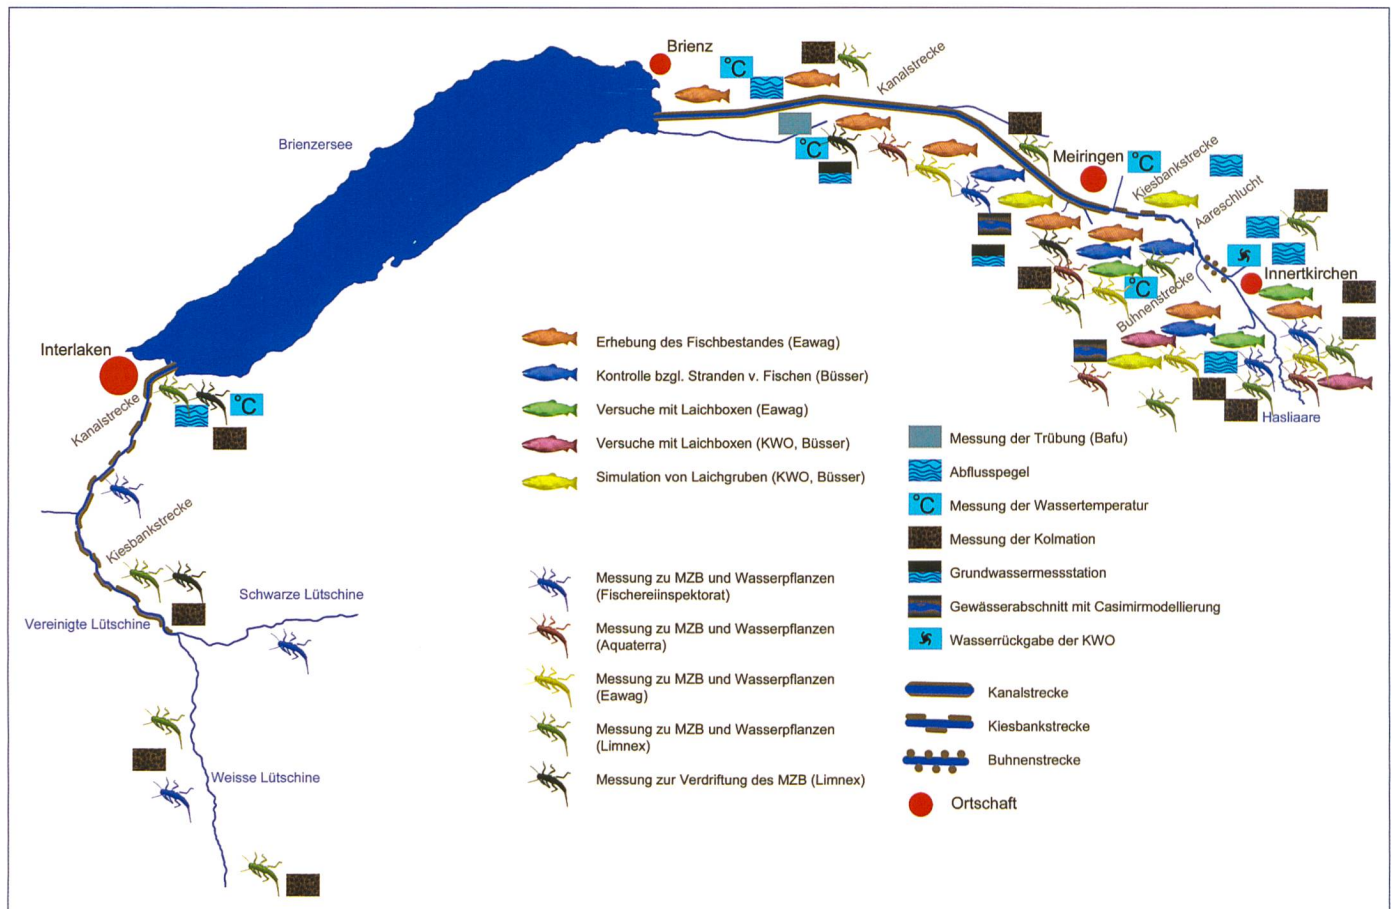 Brienz
°C
Kanalstrecke
Brienzersee
°C
Meiringen
°C
Kiesbankstrecke
Aareschlucht
Innertkirchen
°C
Buhnenstrecke
Hasliaare
Interlaken
Kanalstrecke
°C
Kiesbankstrecke
Vereinigte Lütschine
Schwarze Lütschine
Weisse Lütschine
Erhebung des Fischbestandes (Eawag)
Kontrolle bzgl. Stranden v. Fischen (Büsser)
Versuche mit Laichboxen (Eawag)
Versuche mit Laichboxen (KWO, Büsser)
Simulation von Laichgruben (KWO, Büsser)
Messung zu MZB und Wasserpflanzen
(Fischereiinspektorat)
Messung zu MZB und Wasserpflanzen
(Aquaterra)
Messung zu MZB und Wasserpflanzen
(Eawag)
Messung zu MZB und Wasserpflanzen
(Limnex)
Messung zur Verdriftung des MZB (Limnex)
Messung der Trübung (Bafu)
Abflusspegel
°C Messung der Wassertemperatur
Messung der Kolmation
Grundwassermessstation
Gewässerabschnitt mit Casimirmodellierung
Wasserrückgabe der KWO
Kanalstrecke
Kiesbankstrecke
Buhnenstrecke
Ortschaft